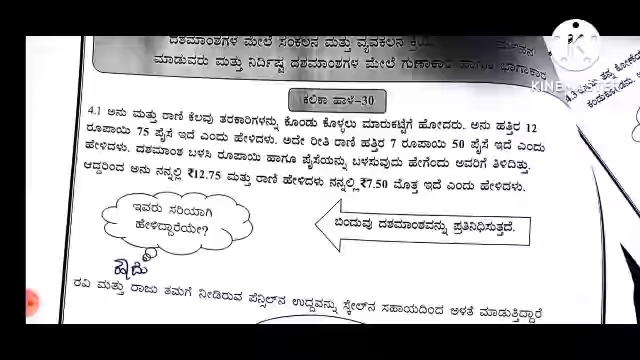 ದಶಮಾಂಶಗಳ ಮೇಲೆ ಸಂಕಲನ ಮತ್ತು ವ್ಯವಕಲನ
ಮಾಡುವರು ಮತ್ತು ನಿರ್ದಿಷ್ಟ ದಶಮಾಂಶಗಳ ಮೇಲೆ ಗುಣಾಕಾರ ಹಾಗೂ ಭಾಗಾಕಾರ
KINEMASTER
ಕಲಿಕಾ ಹಾಳೆ-30
4.1 ಅನು ಮತ್ತು ರಾಣಿ ಕೆಲವು ತರಕಾರಿಗಳನ್ನು ಕೊಂಡು ಕೊಳ್ಳಲು ಮಾರುಕಟ್ಟೆಗೆ ಹೋದರು. ಅನು ಹತ್ತಿರ 12
ರೂಪಾಯಿ 75 ಪೈಸೆ ಇದೆ ಎಂದು ಹೇಳಿದಳು. ಅದೇ ರೀತಿ ರಾಣಿ ಹತ್ತಿರ 7 ರೂಪಾಯಿ 50 ಪೈಸೆ ಇದೆ ಎಂದು
ಹೇಳಿದಳು. ದಶಮಾಂಶ ಬಳಸಿ ರೂಪಾಯಿ ಹಾಗೂ ಪೈಸೆಯನ್ನು ಬಳಸುವುದು ಹೇಗೆಂದು ಅವರಿಗೆ ತಿಳಿದಿತ್ತು.
ಆದ್ದರಿಂದ ಅನು ನನ್ನಲ್ಲಿ ₹12.75 ಮತ್ತು ರಾಣಿ ಹೇಳಿದಳು ನನ್ನಲ್ಲಿ ₹7.50 ಮೊತ್ತ ಇದೆ ಎಂದು ಹೇಳಿದಳು.
ಇವರು ಸರಿಯಾಗಿ
ಹೇಳಿದ್ದಾರೆಯೇ?
ಬಿಂದುವು ದಶಮಾಂಶವನ್ನು ಪ್ರತಿನಿಧಿಸುತ್ತದೆ.
ಹೌದು
ರವಿ ಮತ್ತು ರಾಜು ತಮಗೆ ನೀಡಿರುವ ಪೆನ್ಸಿಲ್‌ನ ಉದ್ದವನ್ನು ಸ್ಕೇಲ್‌ನ ಸಹಾಯದಿಂದ ಅಳತೆ ಮಾಡುತ್ತಿದ್ದಾರೆ